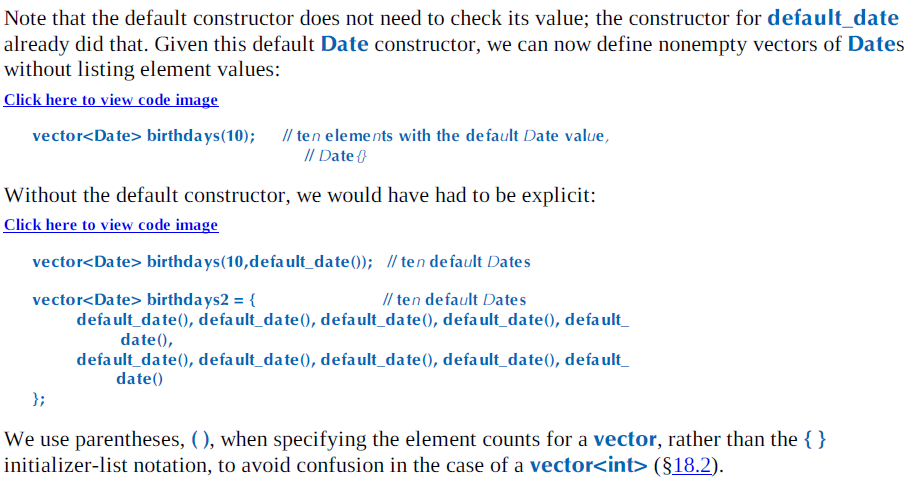 Note that the default constructor does not need to check its value; the constructor for default_date
already did that. Given this default Date constructor, we can now define nonempty vectors of Dates
without listing element values:
Click here to view code image
vector<Date> birthdays(10); // ten elements with the default Date value,
// Date{}
Without the default constructor, we would have had to be explicit:
Click here to view code image
vector<Date> birthdays(10,default_date()); // ten default Dates
vector<Date> birthdays2 = { // ten default Dates
default_date(), default_date(), default_date(), default_date(), default_
date(),
default_date(), default_date(), default_date(), default_date(), default_
date()
};
We use parentheses, ( ), when specifying the element counts for a vector, rather than the { }
initializer-list notation, to avoid confusion in the case of a vector<int> (§18.2).